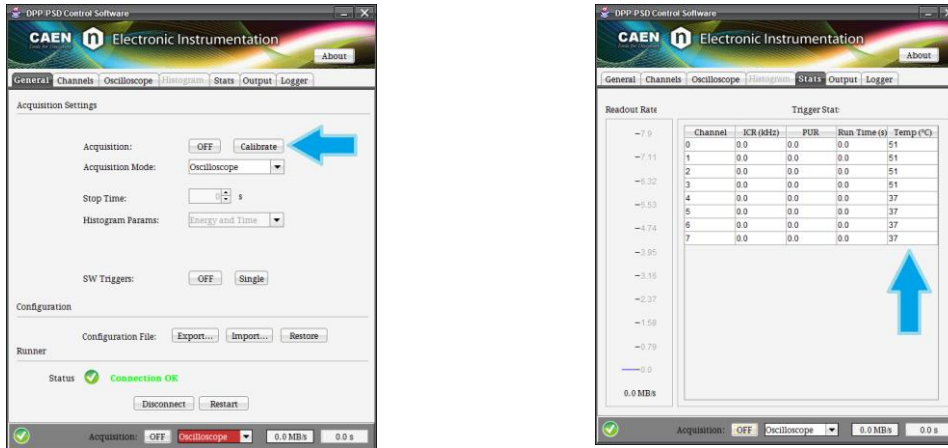 DPP-PSD Control Software
CAEN n Electronic Instrumentation
About
General Channels Oscilloscope Histogram Stats Output Logger
Acquisition Settings
Acquisition: OFF Calibrate
Acquisition Mode: Oscilloscope
Stop Time: 0 s
Histogram Params: Energy and Time
SW Triggers: OFF Single
Configuration
Configuration File: Export... Import... Restore
Runner
Status Connection OK
Disconnect Restart
Acquisition: OFF Oscilloscope 0.0 MB/s 0.0 s
DPP-PSD Control Software
CAEN n Electronic Instrumentation
About
General Channels Oscilloscope Histogram Stats Output Logger
Readout Rate Trigger Stat
7.9
7.11
6.32
5.53
4.74
3.95
3.16
2.37
1.58
0.79
0.0
0.0 MB/s
Channel ICR (kHz) PUR Run Time (s) Temp (°C)
0 0.0 0.0 0.0 51
1 0.0 0.0 0.0 51
2 0.0 0.0 0.0 51
3 0.0 0.0 0.0 51
4 0.0 0.0 0.0 37
5 0.0 0.0 0.0 37
6 0.0 0.0 0.0 37
7 0.0 0.0 0.0 37
Acquisition: OFF Oscilloscope 0.0 MB/s 0.0 s